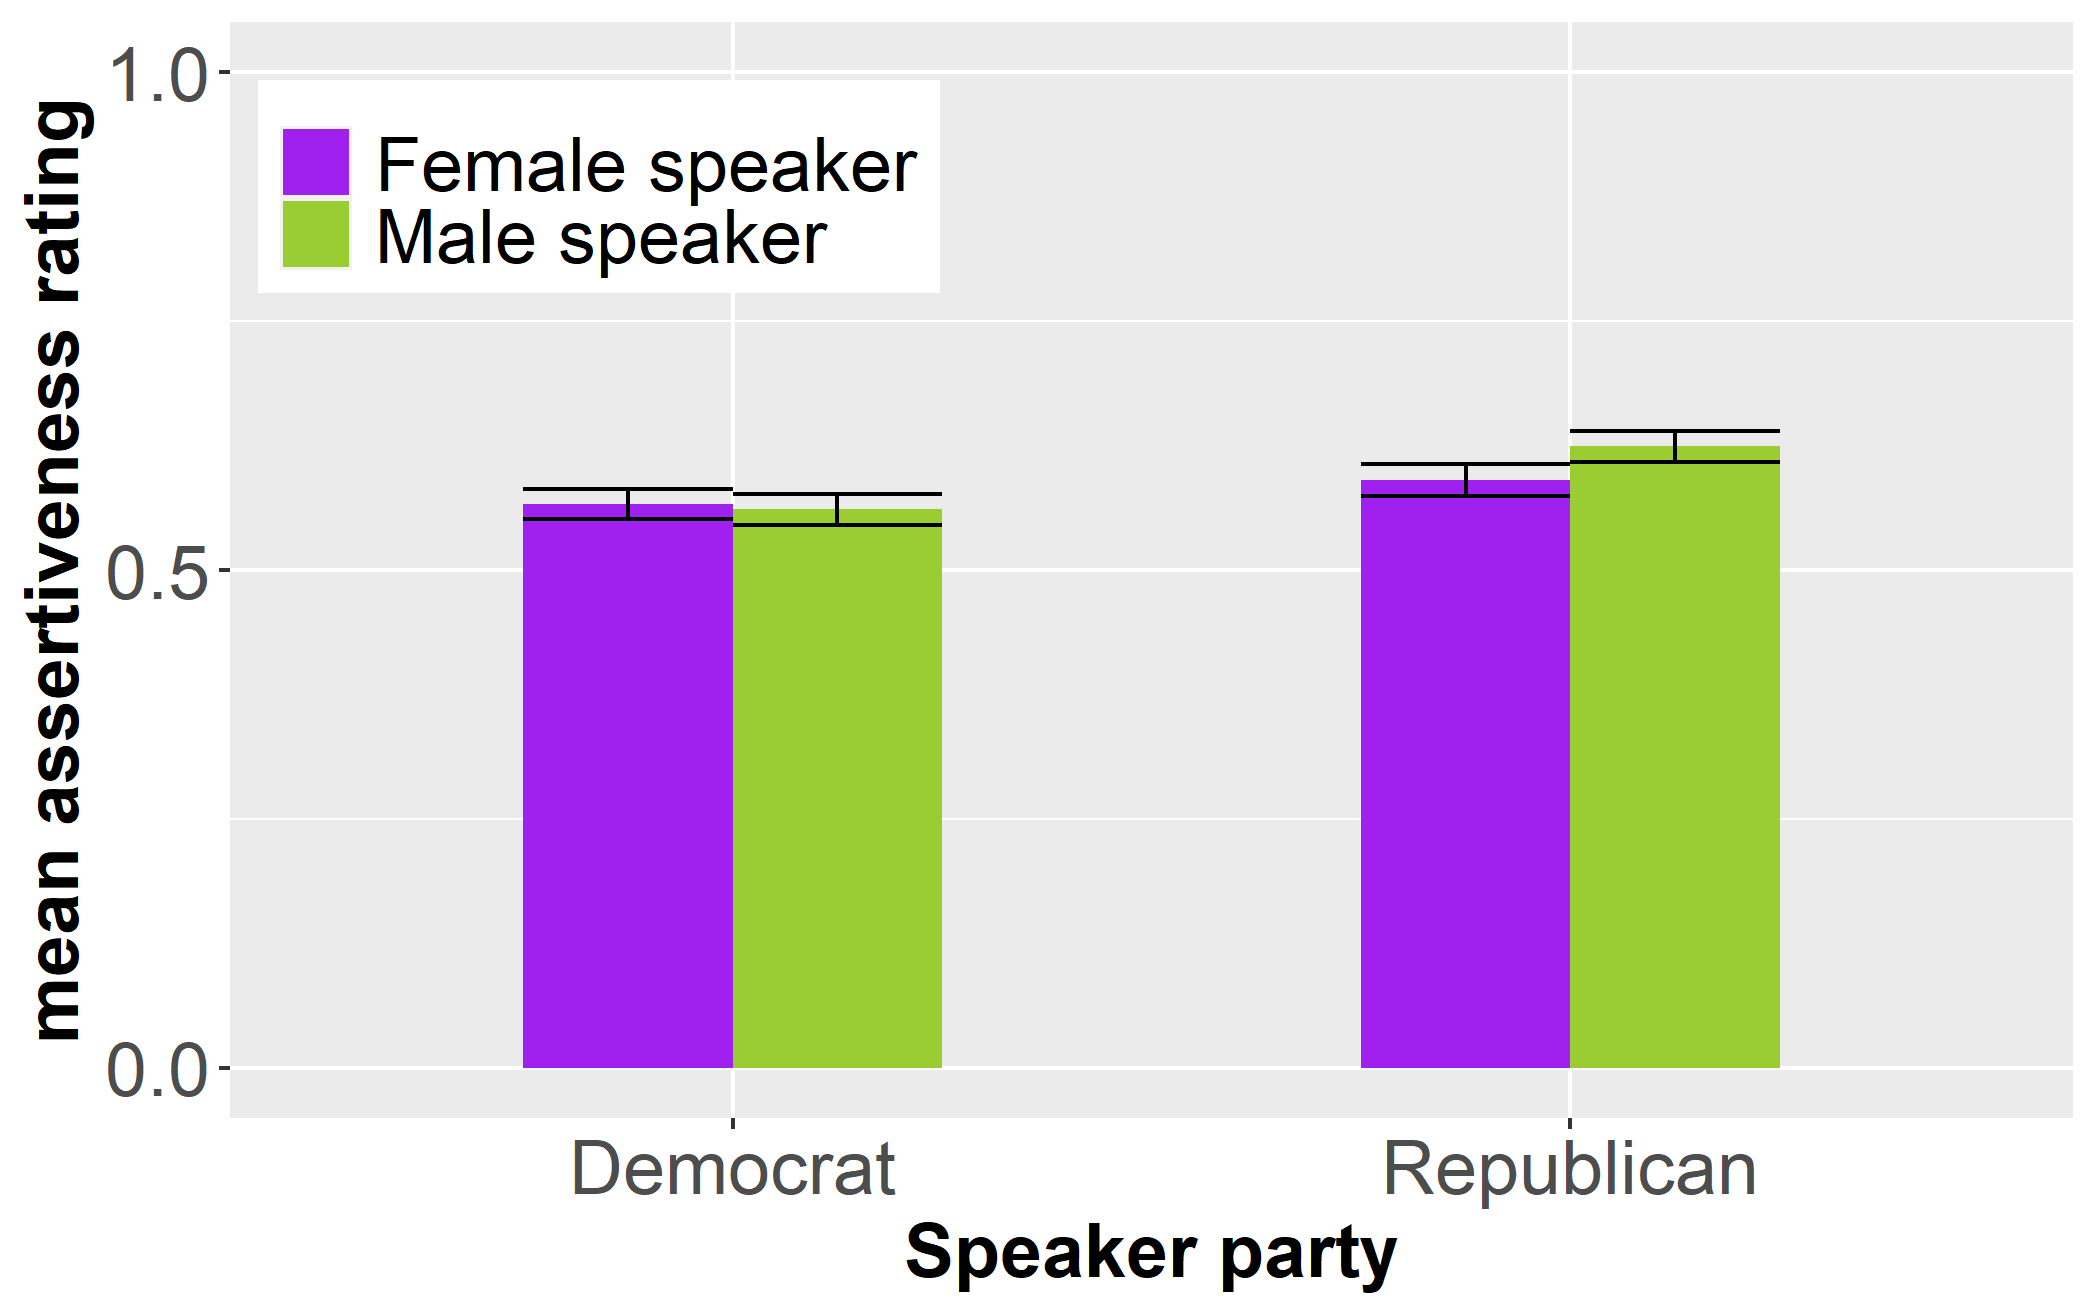 1.0
Female speaker
Male speaker
0.5
0.0
mean assertiveness rating
Democrat
Republican
Speaker party